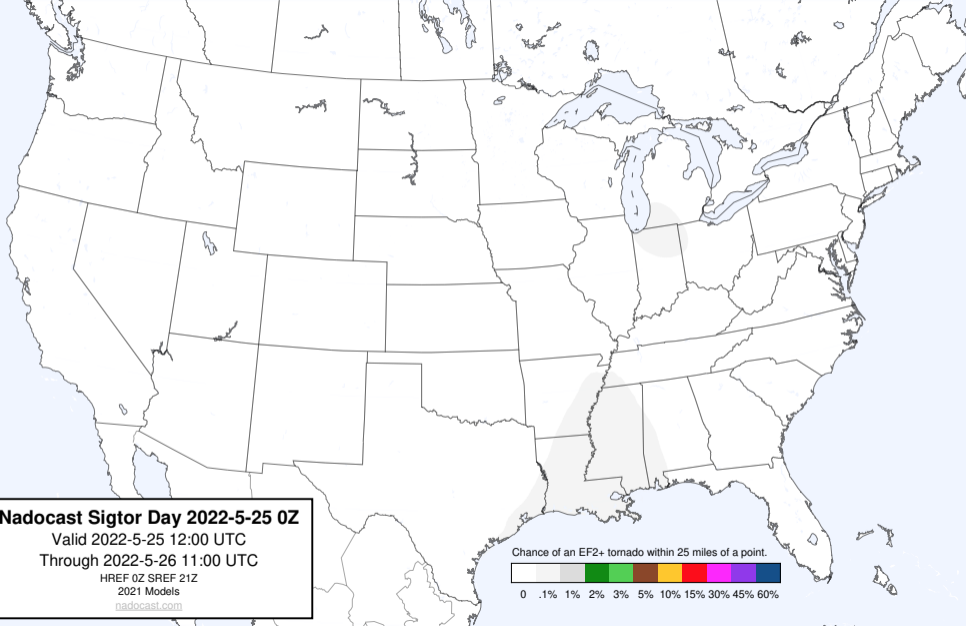 Nadocast Sigtor Day 2022-5-25 0Z
Valid 2022-5-25 12:00 UTC
Through 2022-5-26 11:00 UTC
HREF 0Z SREF 21Z
2021 Models
nadocast.com
Chance of an EF2+ tornado within 25 miles of a point.
0 .1% 1% 2% 3% 5% 10% 15% 30% 45% 60%